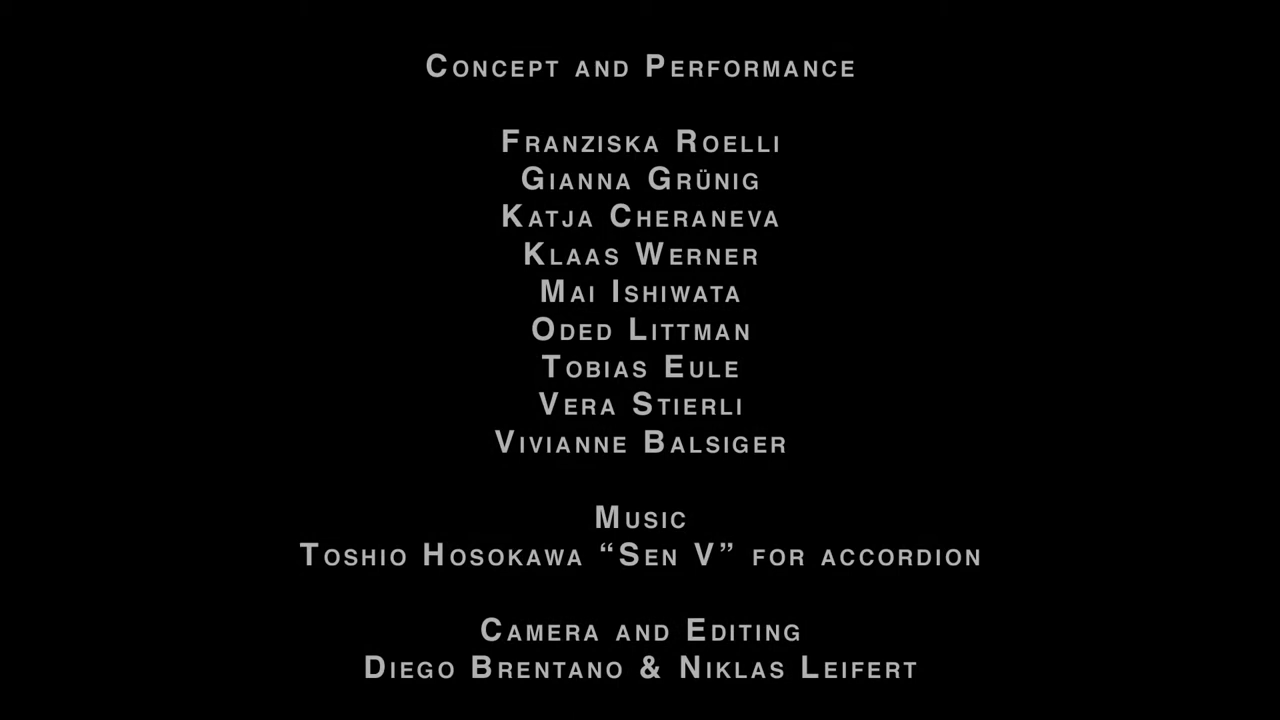 Concept and Performance
Franziska Roelli
Gianna Grünig
Katja Cheraneva
Klaas Werner
Mai Ishiwata
Oded Littman
Tobias Eule
Vera Stierli
Vivianne Balsiger
Music
Toshio Hosokawa “Sen V” for accordion
Camera and Editing
Diego Brentano & Niklas Leifert